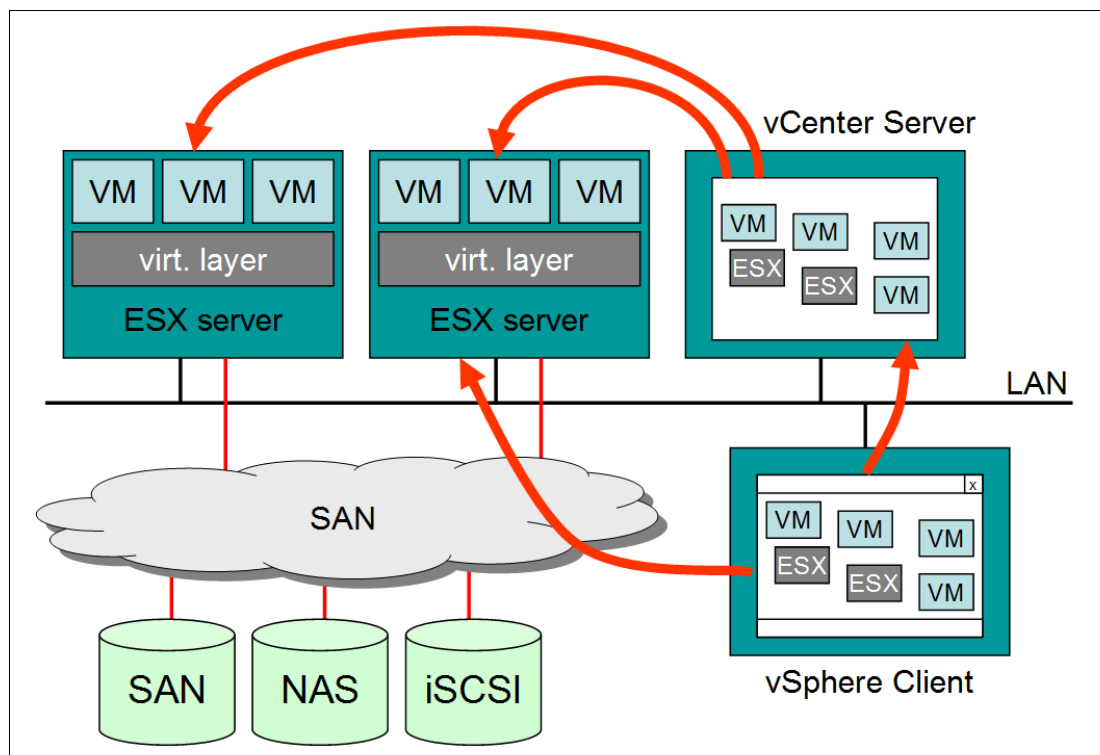 vCenter Server
VM VM VM
virt. layer
ESX server
VM VM VM
virt. layer
ESX server
VM
VM
VM
ESX
ESX
VM
LAN
SAN
x
VM
VM
VM
ESX
ESX
VM
SAN
NAS
iSCSI
vSphere Client